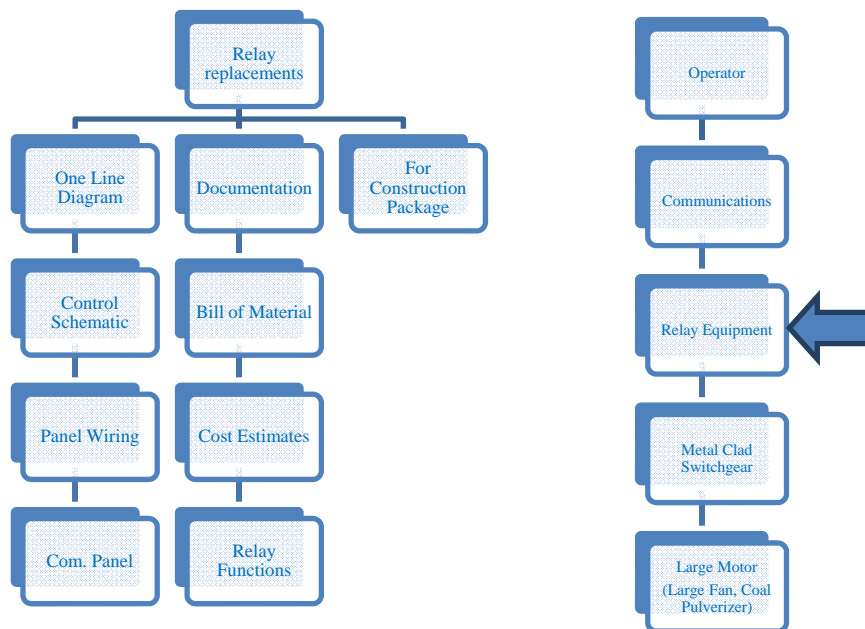 Relay
replacements
One Line
Diagram
Documentation
For
Construction
Package
Control
Schematic
Bill of Material
Panel Wiring
Cost Estimates
Com. Panel
Relay
Functions
Operator
Communications
Relay Equipment
Metal Clad
Switchgear
Large Motor
(Large Fan, Coal
Pulverizer)